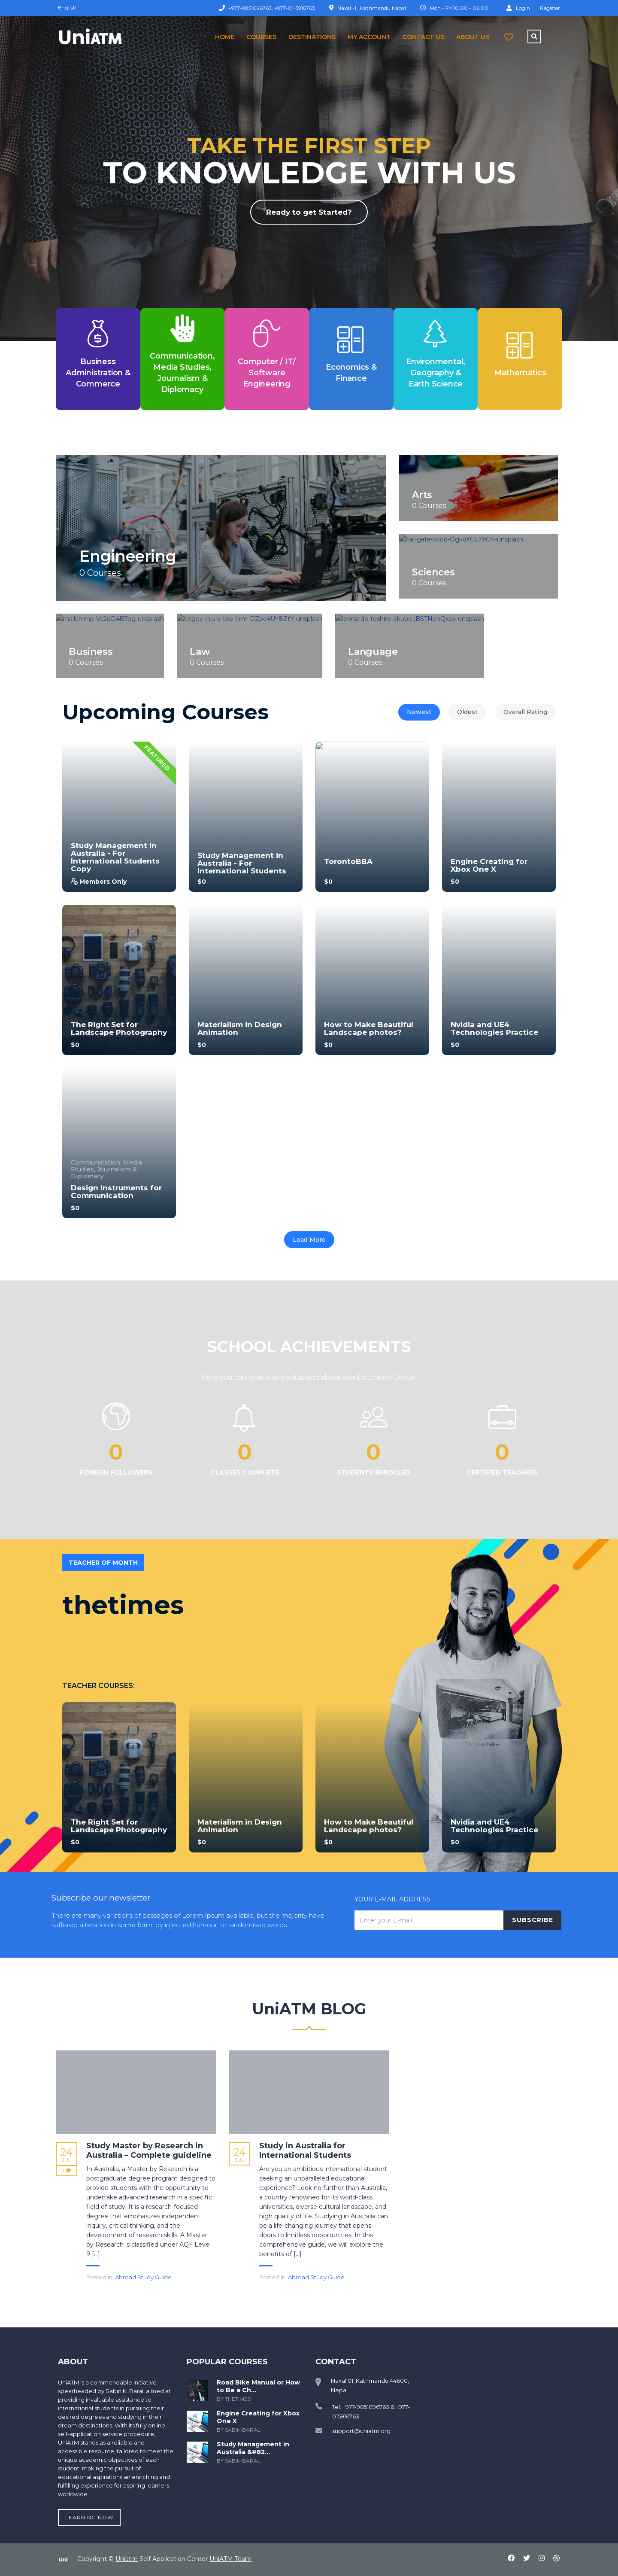 English
+977-9851096763, +977-01-5916763
Naxal -1 , Kathmandu Nepal
Mon - Fri 10.00 - 06.00
Login
Register
UniATM
HOME
COURSES
DESTINATIONS
MY ACCOUNT
CONTACT US
ABOUT US
TAKE THE FIRST STEP
TO KNOWLEDGE WITH US
Ready to get Started?
Business
Administration &
Commerce
Communication,
Media Studies,
Journalism &
Diplomacy
Computer / IT/
Software
Engineering
Economics &
Finance
Environmental,
Geography &
Earth Science
Mathematics
Engineering
0 Courses
Arts
0 Courses
Sciences
0 Courses
Business
0 Courses
Law
0 Courses
Language
0 Courses
Upcoming Courses
Newest
Oldest
Overall Rating
FEATURED
Study Management in
Australia - For
International Students
Copy
Members Only
Study Management in
Australia - For
International Students
$0
TorontoBBA
$0
Engine Creating for
Xbox One X
$0
The Right Set for
Landscape Photography
$0
Materialism in Design
Animation
$0
How to Make Beautiful
Landscape photos?
$0
Nvidia and UE4
Technologies Practice
$0
Communication, Media
Studies, Journalism &
Diplomacy
Design Instruments for
Communication
$0
Load More
SCHOOL ACHIEVEMENTS
Here you can review some statistics about our Education Center
0
FOREIGN FOLLOWERS
0
CLASSES COMPLETE
0
STUDENTS ENROLLED
0
CERTIFIED TEACHERS
TEACHER OF MONTH
thetimes
TEACHER COURSES:
The Right Set for
Landscape Photography
$0
Materialism in Design
Animation
$0
How to Make Beautiful
Landscape photos?
$0
Nvidia and UE4
Technologies Practice
$0
Subscribe our newsletter
There are many variations of passages of Lorem Ipsum available, but the majority have
suffered alteration in some form, by injected humour, or randomised words
YOUR E-MAIL ADDRESS
Enter your E-mail
SUBSCRIBE
UniATM BLOG
24
Study Master by Research in
Australia – Complete guideline
In Australia, a Master by Research is a
postgraduate degree program designed to
provide students with the opportunity to
undertake advanced research in a specific
field of study. It is a research-focused
degree that emphasizes independent
inquiry, critical thinking, and the
development of research skills. A Master
by Research is classified under AQF Level
9 [...]
Posted in Abroad Study Guide
24
Study in Australia for
International Students
Are you an ambitious international student
seeking an unparalleled educational
experience? Look no further than Australia,
a country renowned for its world-class
universities, diverse cultural landscape, and
high quality of life. Studying in Australia can
be a life-changing journey that opens
doors to limitless opportunities. In this
comprehensive guide, we will explore the
benefits of [...]
Posted in Abroad Study Guide
ABOUT
UniATM is a commendable initiative
spearheaded by Sabin K. Baral, aimed at
providing invaluable assistance to
international students in pursuing their
desired degrees and studying in their
dream destinations. With its fully online,
self-application service procedure,
UniATM stands as a reliable and
accessible resource, tailored to meet the
unique academic objectives of each
student, making the pursuit of
educational aspirations an enriching and
fulfilling experience for aspiring learners
worldwide.
LEARNING NOW
POPULAR COURSES
Road Bike Manual or How
to Be a Ch...
BY THETIMES
Engine Creating for Xbox
One X
BY SABIN BARAL
Study Management in
Australia &#82...
BY SABIN BARAL
CONTACT
Naxal 01, Kathmandu 44600,
Nepal
Tel: +977-9851096763 & +977-
015916763
support@uniatm.org
Uni
Copyright © Uniatm Self Application Center UniATM Team